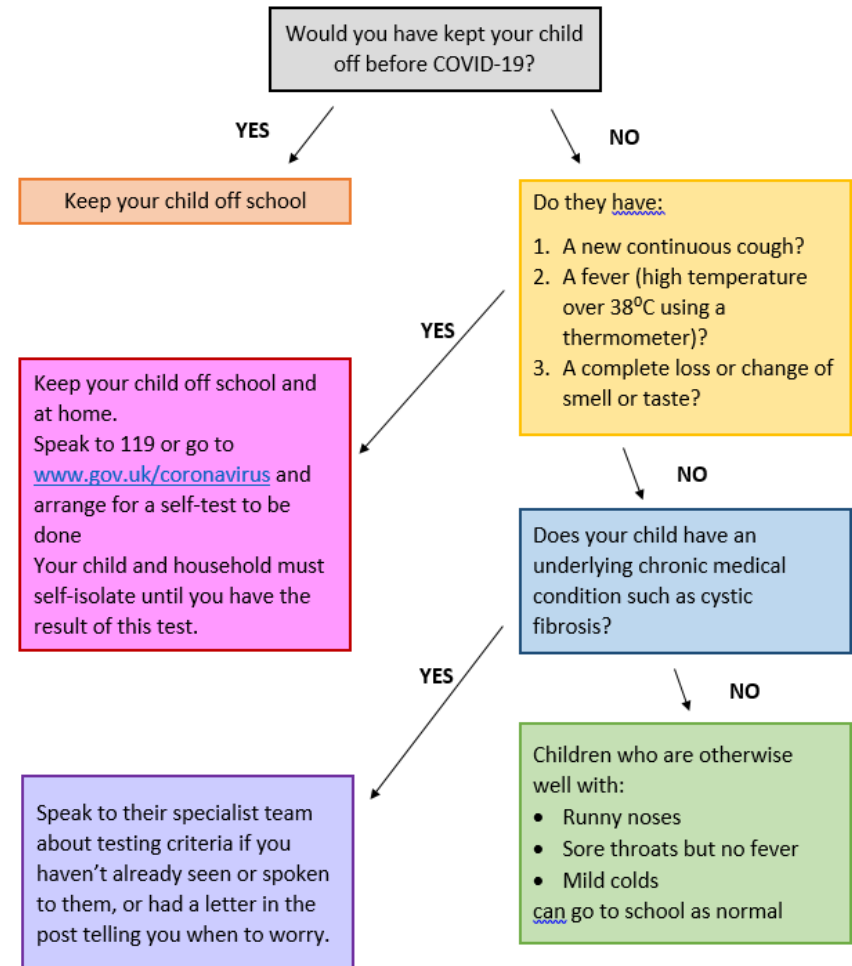 Would you have kept your child
off before COVID-19?
YES
NO
Keep your child off school
Do they have:
1. A new continuous cough?
2. A fever (high temperature
over 38⁰C using a
thermometer)?
3. A complete loss or change of
smell or taste?
YES
Keep your child off school and
at home.
Speak to 119 or go to
www.gov.uk/coronavirus and
arrange for a self-test to be
done
Your child and household must
self-isolate until you have the
result of this test.
NO
Does your child have an
underlying chronic medical
condition such as cystic
fibrosis?
YES
NO
Speak to their specialist team
about testing criteria if you
haven’t already seen or spoken
to them, or had a letter in the
post telling you when to worry.
Children who are otherwise
well with:
• Runny noses
• Sore throats but no fever
• Mild colds
can go to school as normal